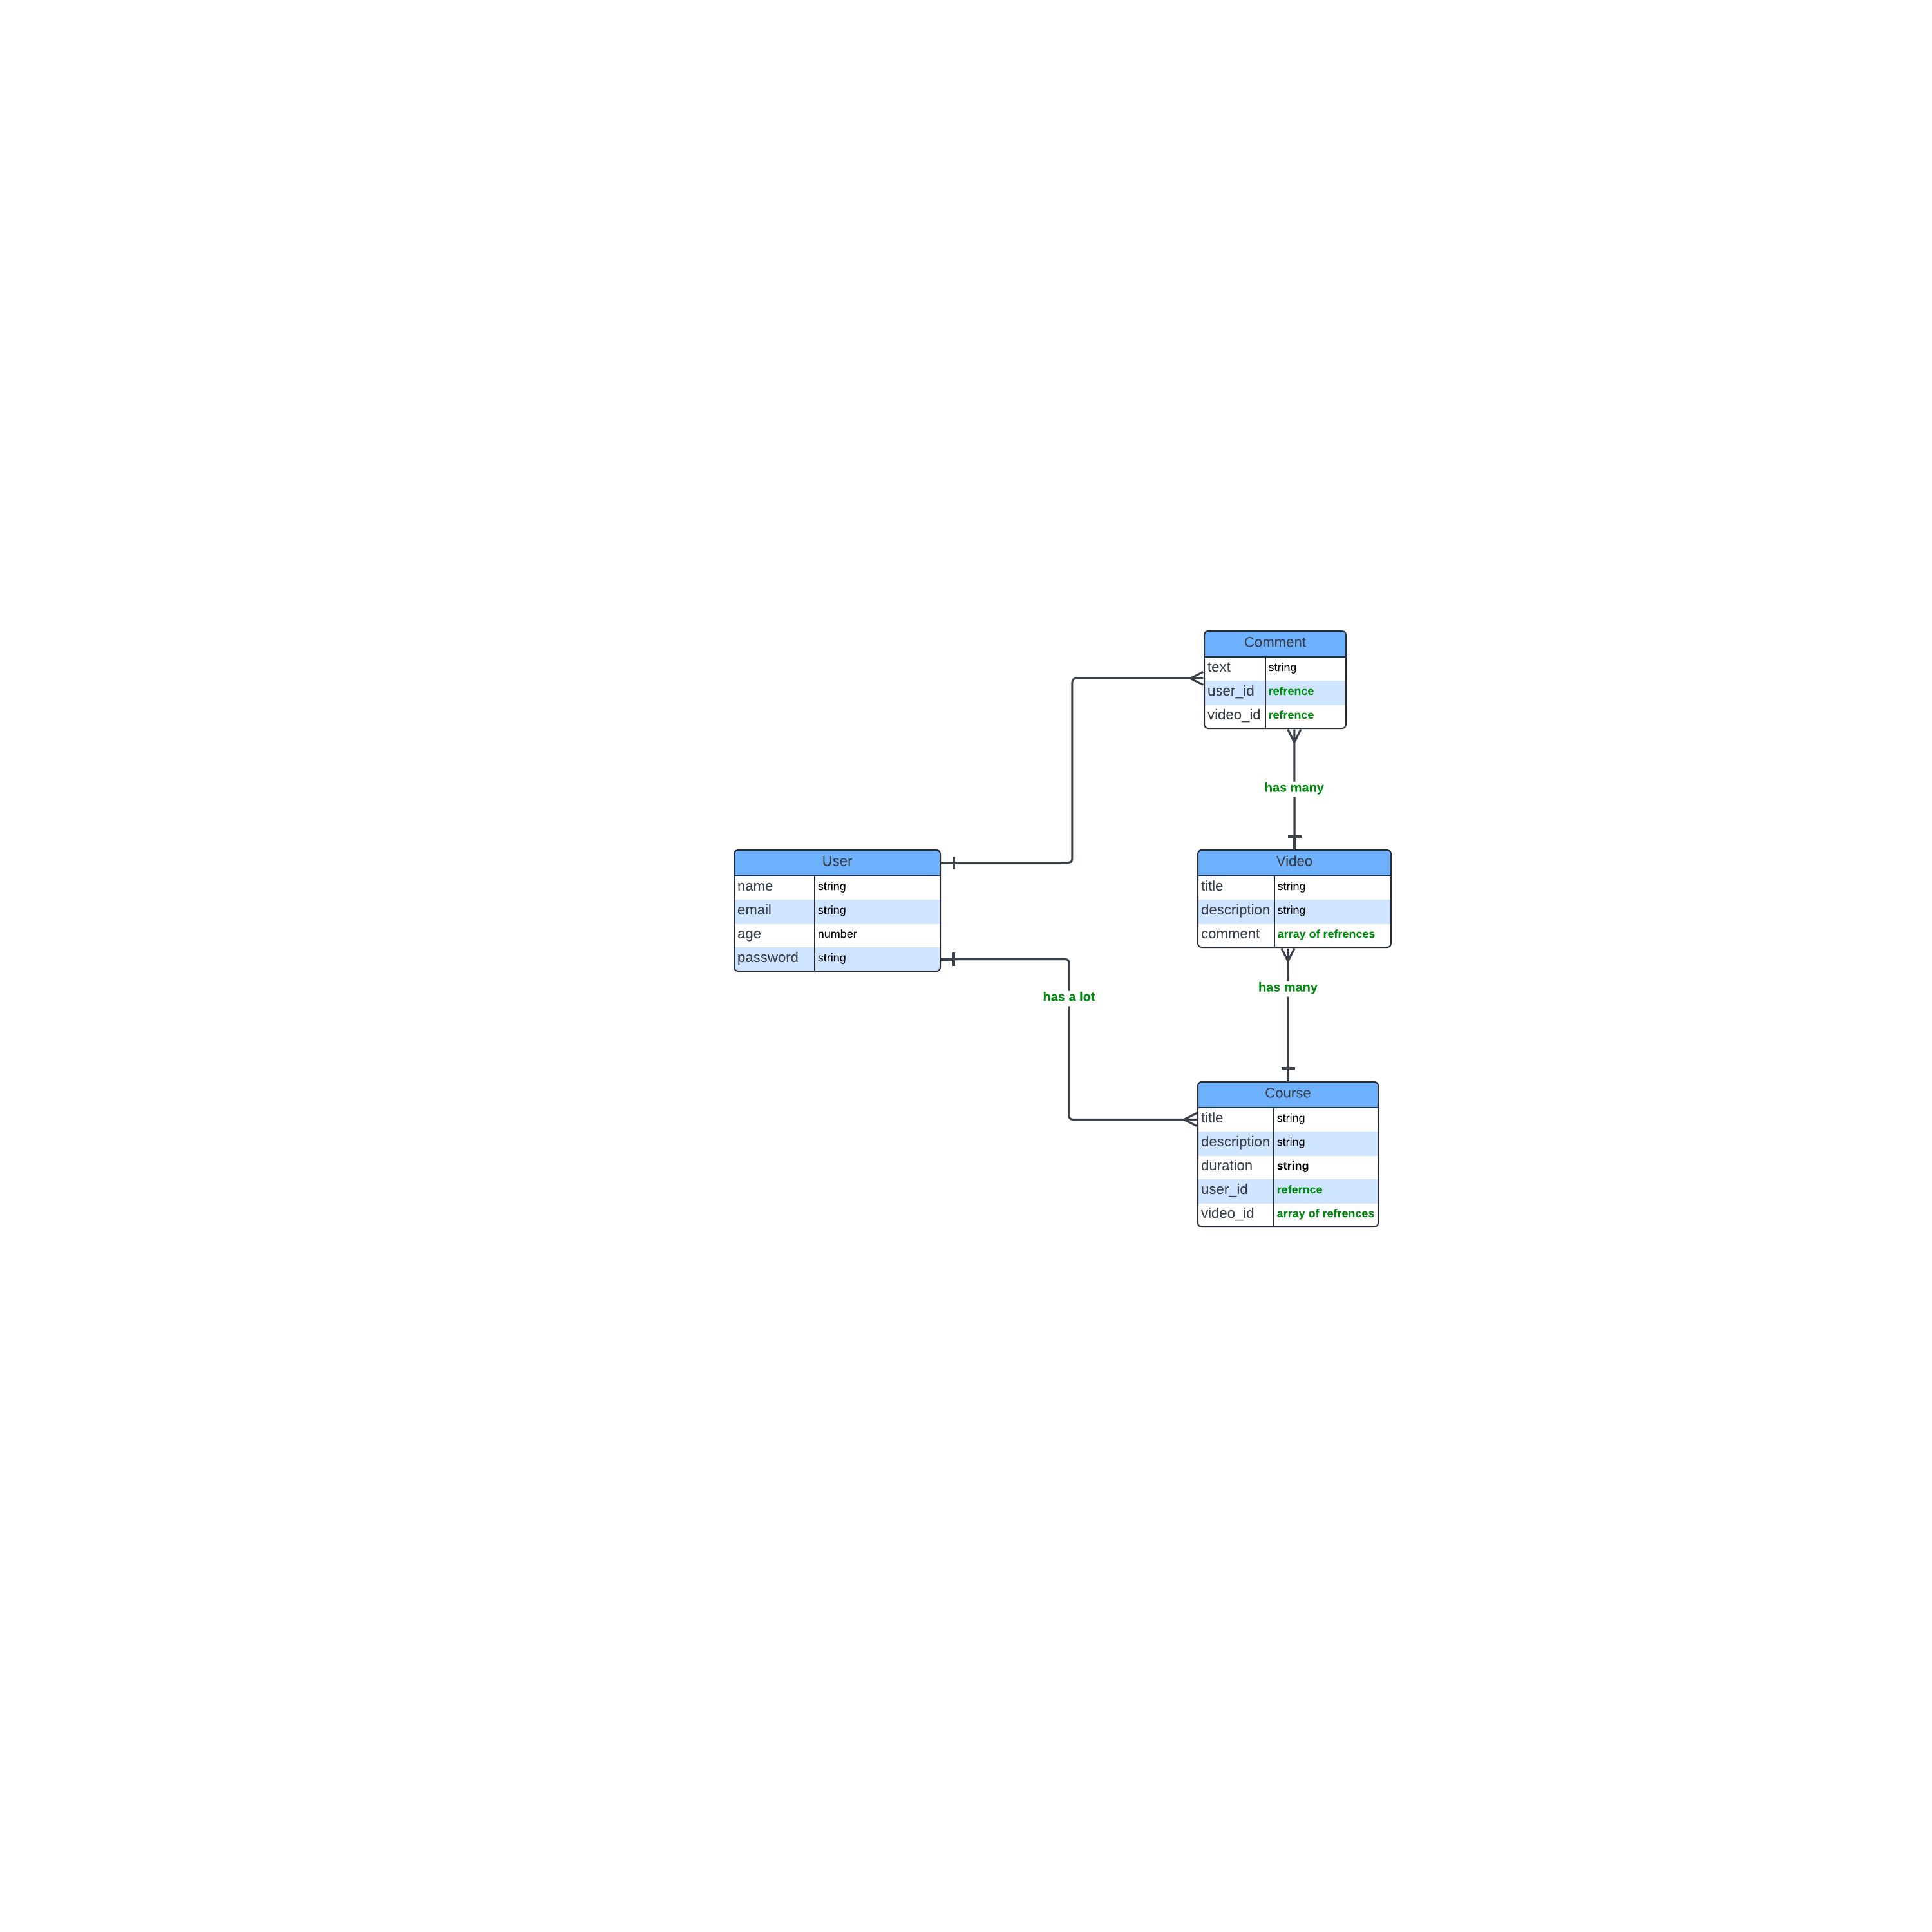 Comment
text string
user_id refrence
video_id refrence
has many
User
name string
email string
age number
password string
Video
title string
description string
comment array of refrences
has a lot
has many
Course
title string
description string
duration string
user_id refernce
video_id array of refrences